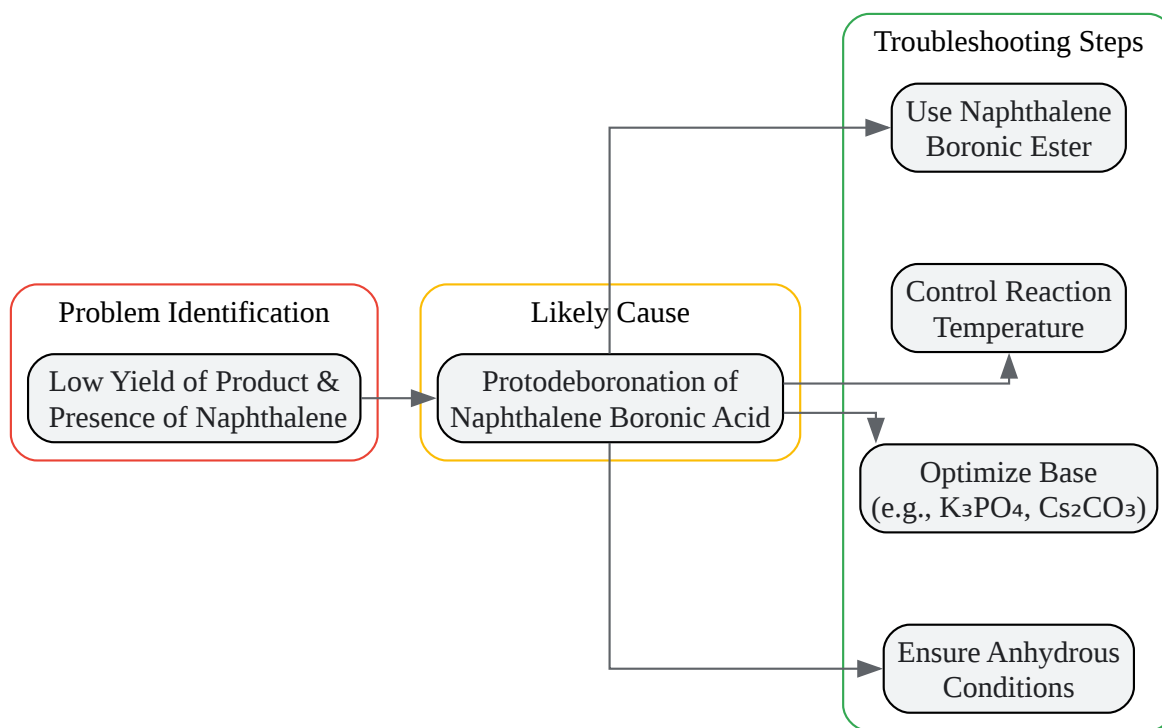 Problem Identification
Low Yield of Product &
Presence of Naphthalene
Likely Cause
Protodeboronation of
Naphthalene Boronic Acid
Troubleshooting Steps
Use Naphthalene
Boronic Ester
Control Reaction
Temperature
Optimize Base
(e.g., K₃PO₄, Cs₂CO₃)
Ensure Anhydrous
Conditions